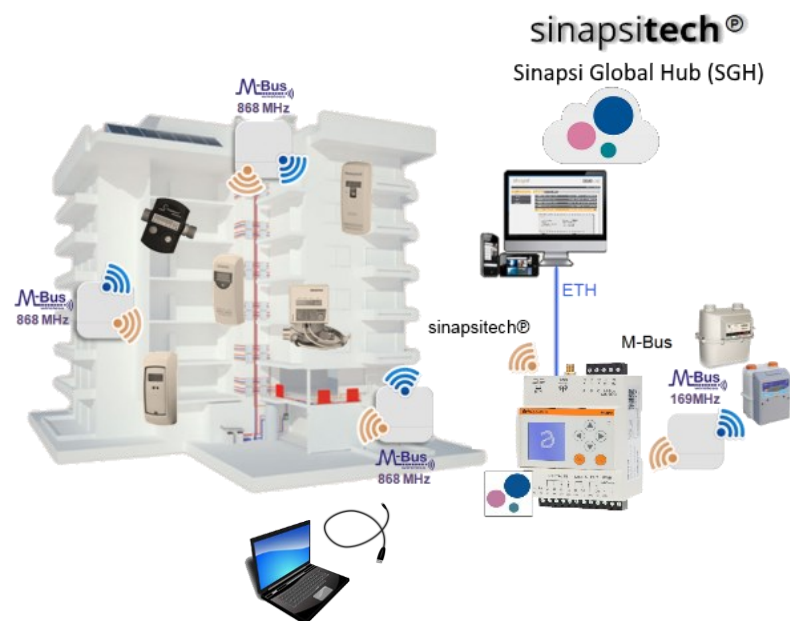 sinapsitech ℗
Sinapsi Global Hub (SGH)
M-Bus
868 MHz
M-Bus
868 MHz
ETH
sinapsitech℗
M-Bus
M-Bus
169MHz
M-Bus
868 MHz